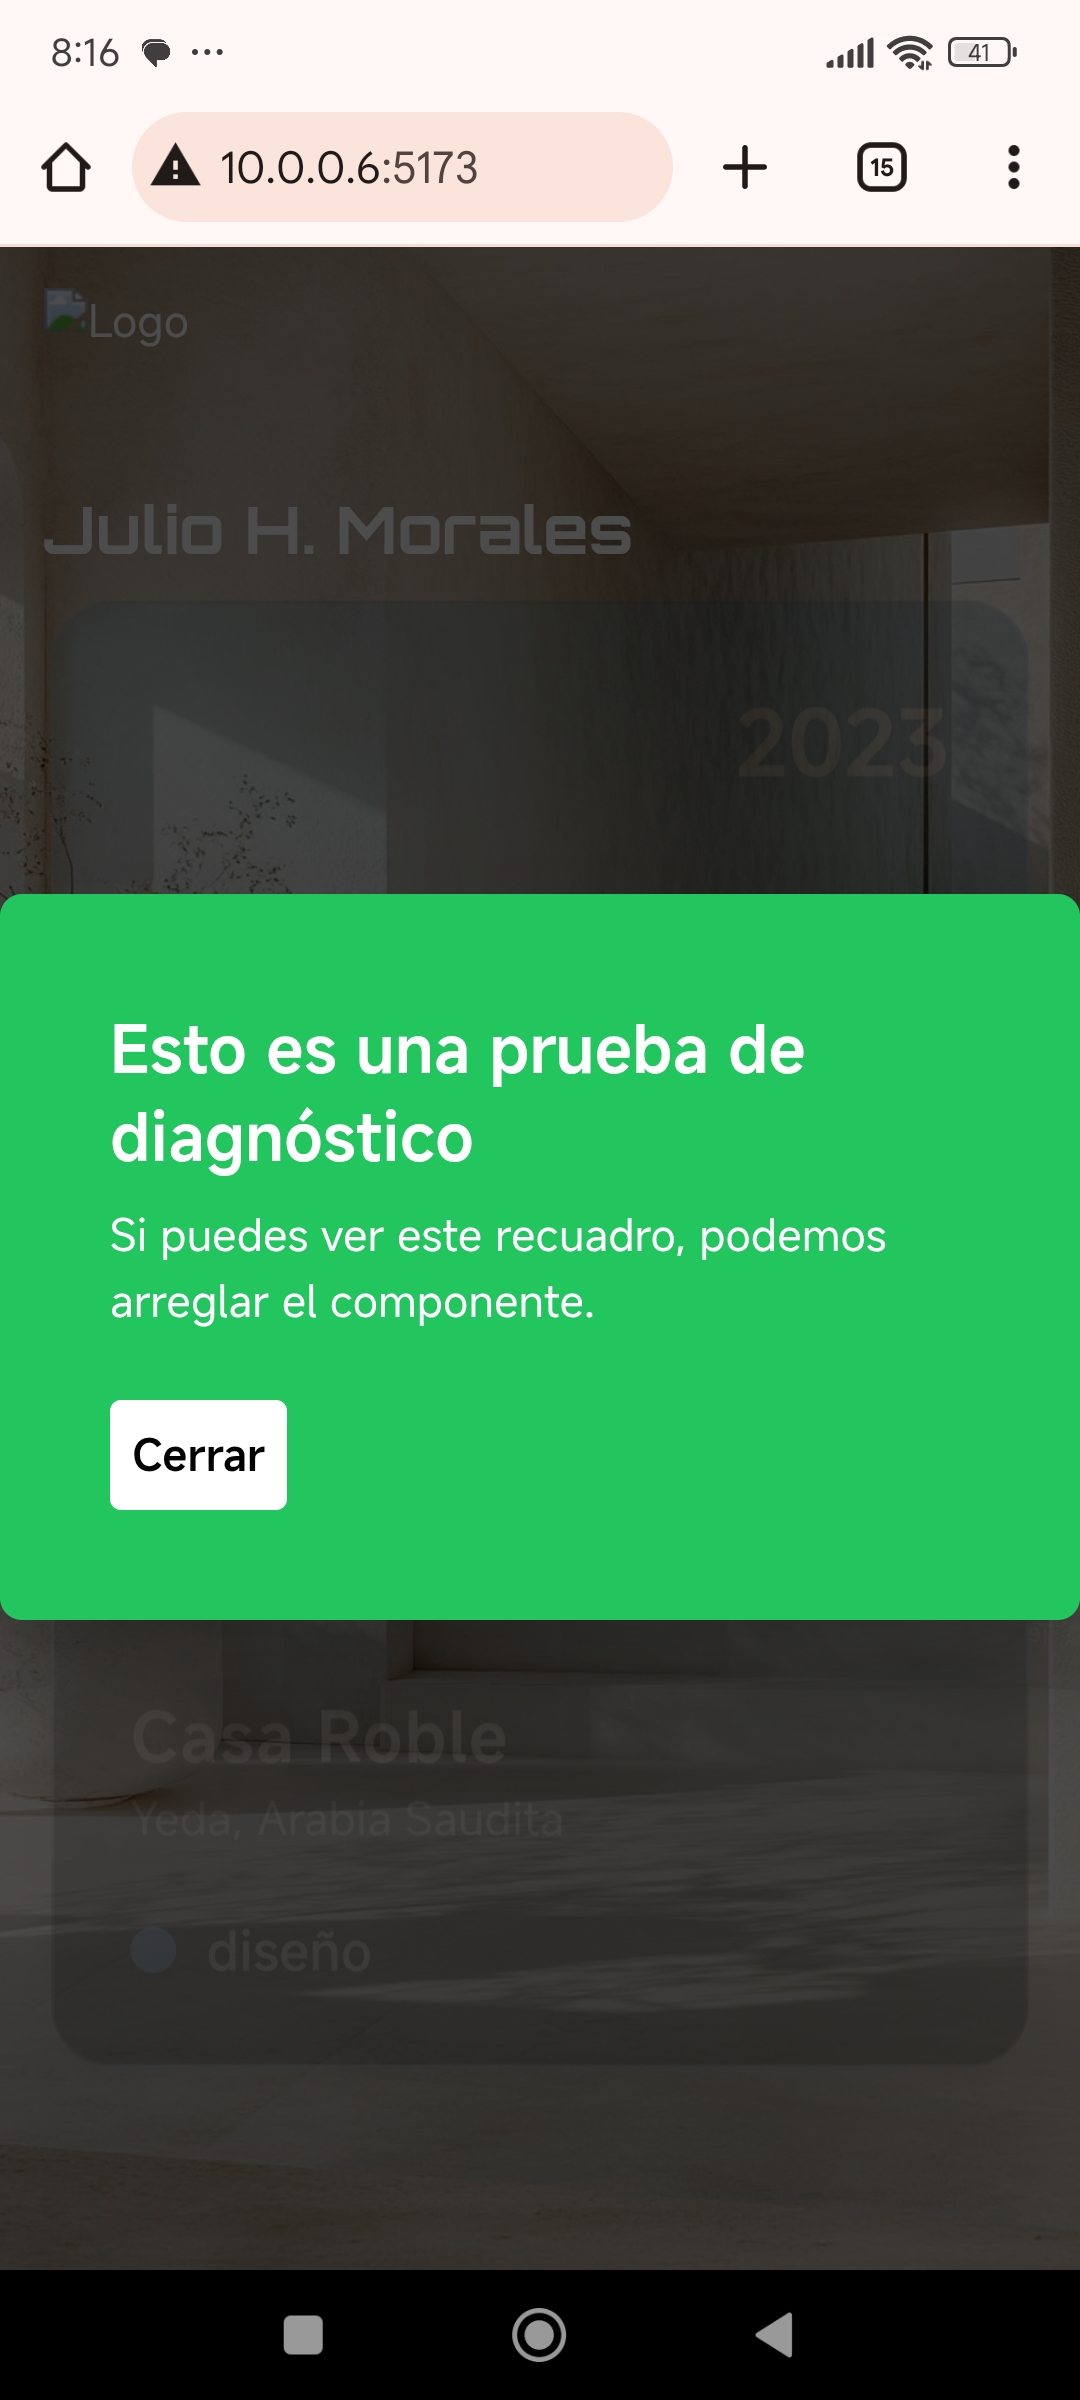 8:16
41
10.0.0.6:5173
15
Logo
Julio H. Morales
2023
Esto es una prueba de
diagnóstico
Si puedes ver este recuadro, podemos
arreglar el componente.
Cerrar
Casa Roble
Yeda, Arabia Saudita
diseño